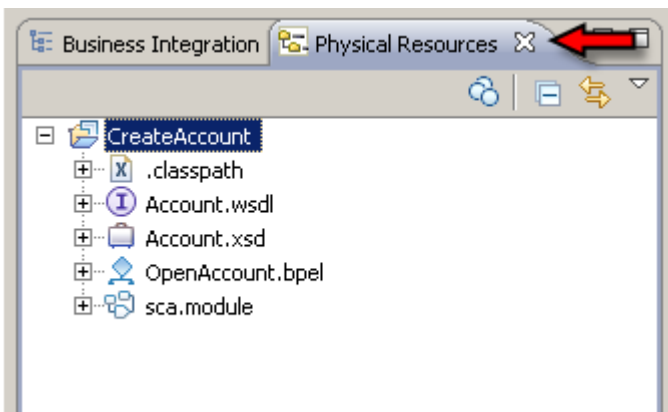 Business Integration Physical Resources
CreateAccount
.classpath
Account.wsdl
Account.xsd
OpenAccount.bpel
sca.module